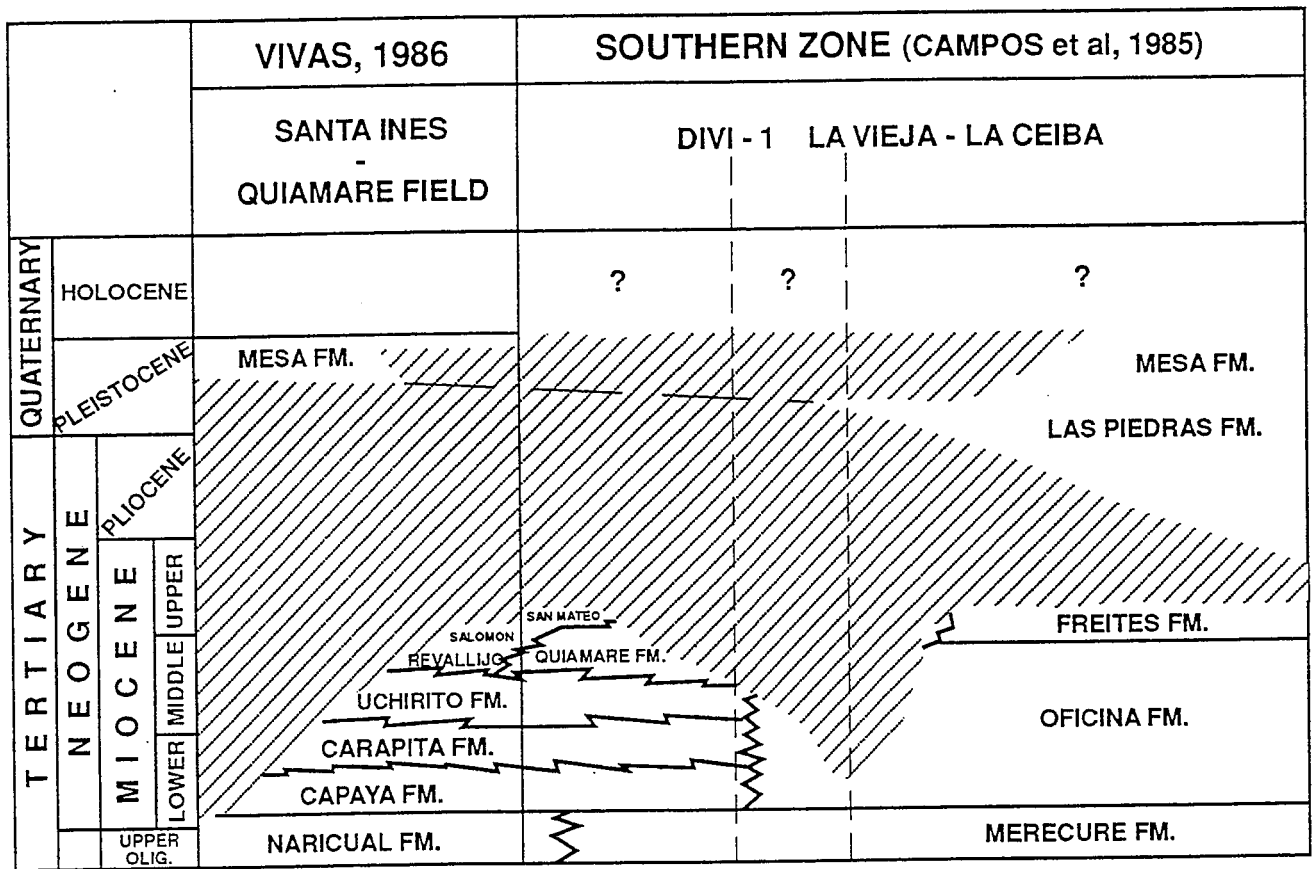 VIVAS, 1986
SOUTHERN ZONE (CAMPOS et al, 1985)
SANTA INES
-
QUIAMARE FIELD
DIVI - 1
LA VIEJA - LA CEIBA
QUATERNARY
HOLOCENE
?
?
?
PLEISTOCENE
MESA FM.
MESA FM.
LAS PIEDRAS FM.
TERTIARY
NEOGENE
PLIOCENE
MIOCENE
UPPER
SAN MATEO
FREITES FM.
MIDDLE
SALOMON
REVALLIJO
QUIAMARE FM.
UCHIRITO FM.
OFICINA FM.
LOWER
CARAPITA FM.
CAPAYA FM.
UPPER
OLIG.
NARICUAL FM.
MERECURE FM.